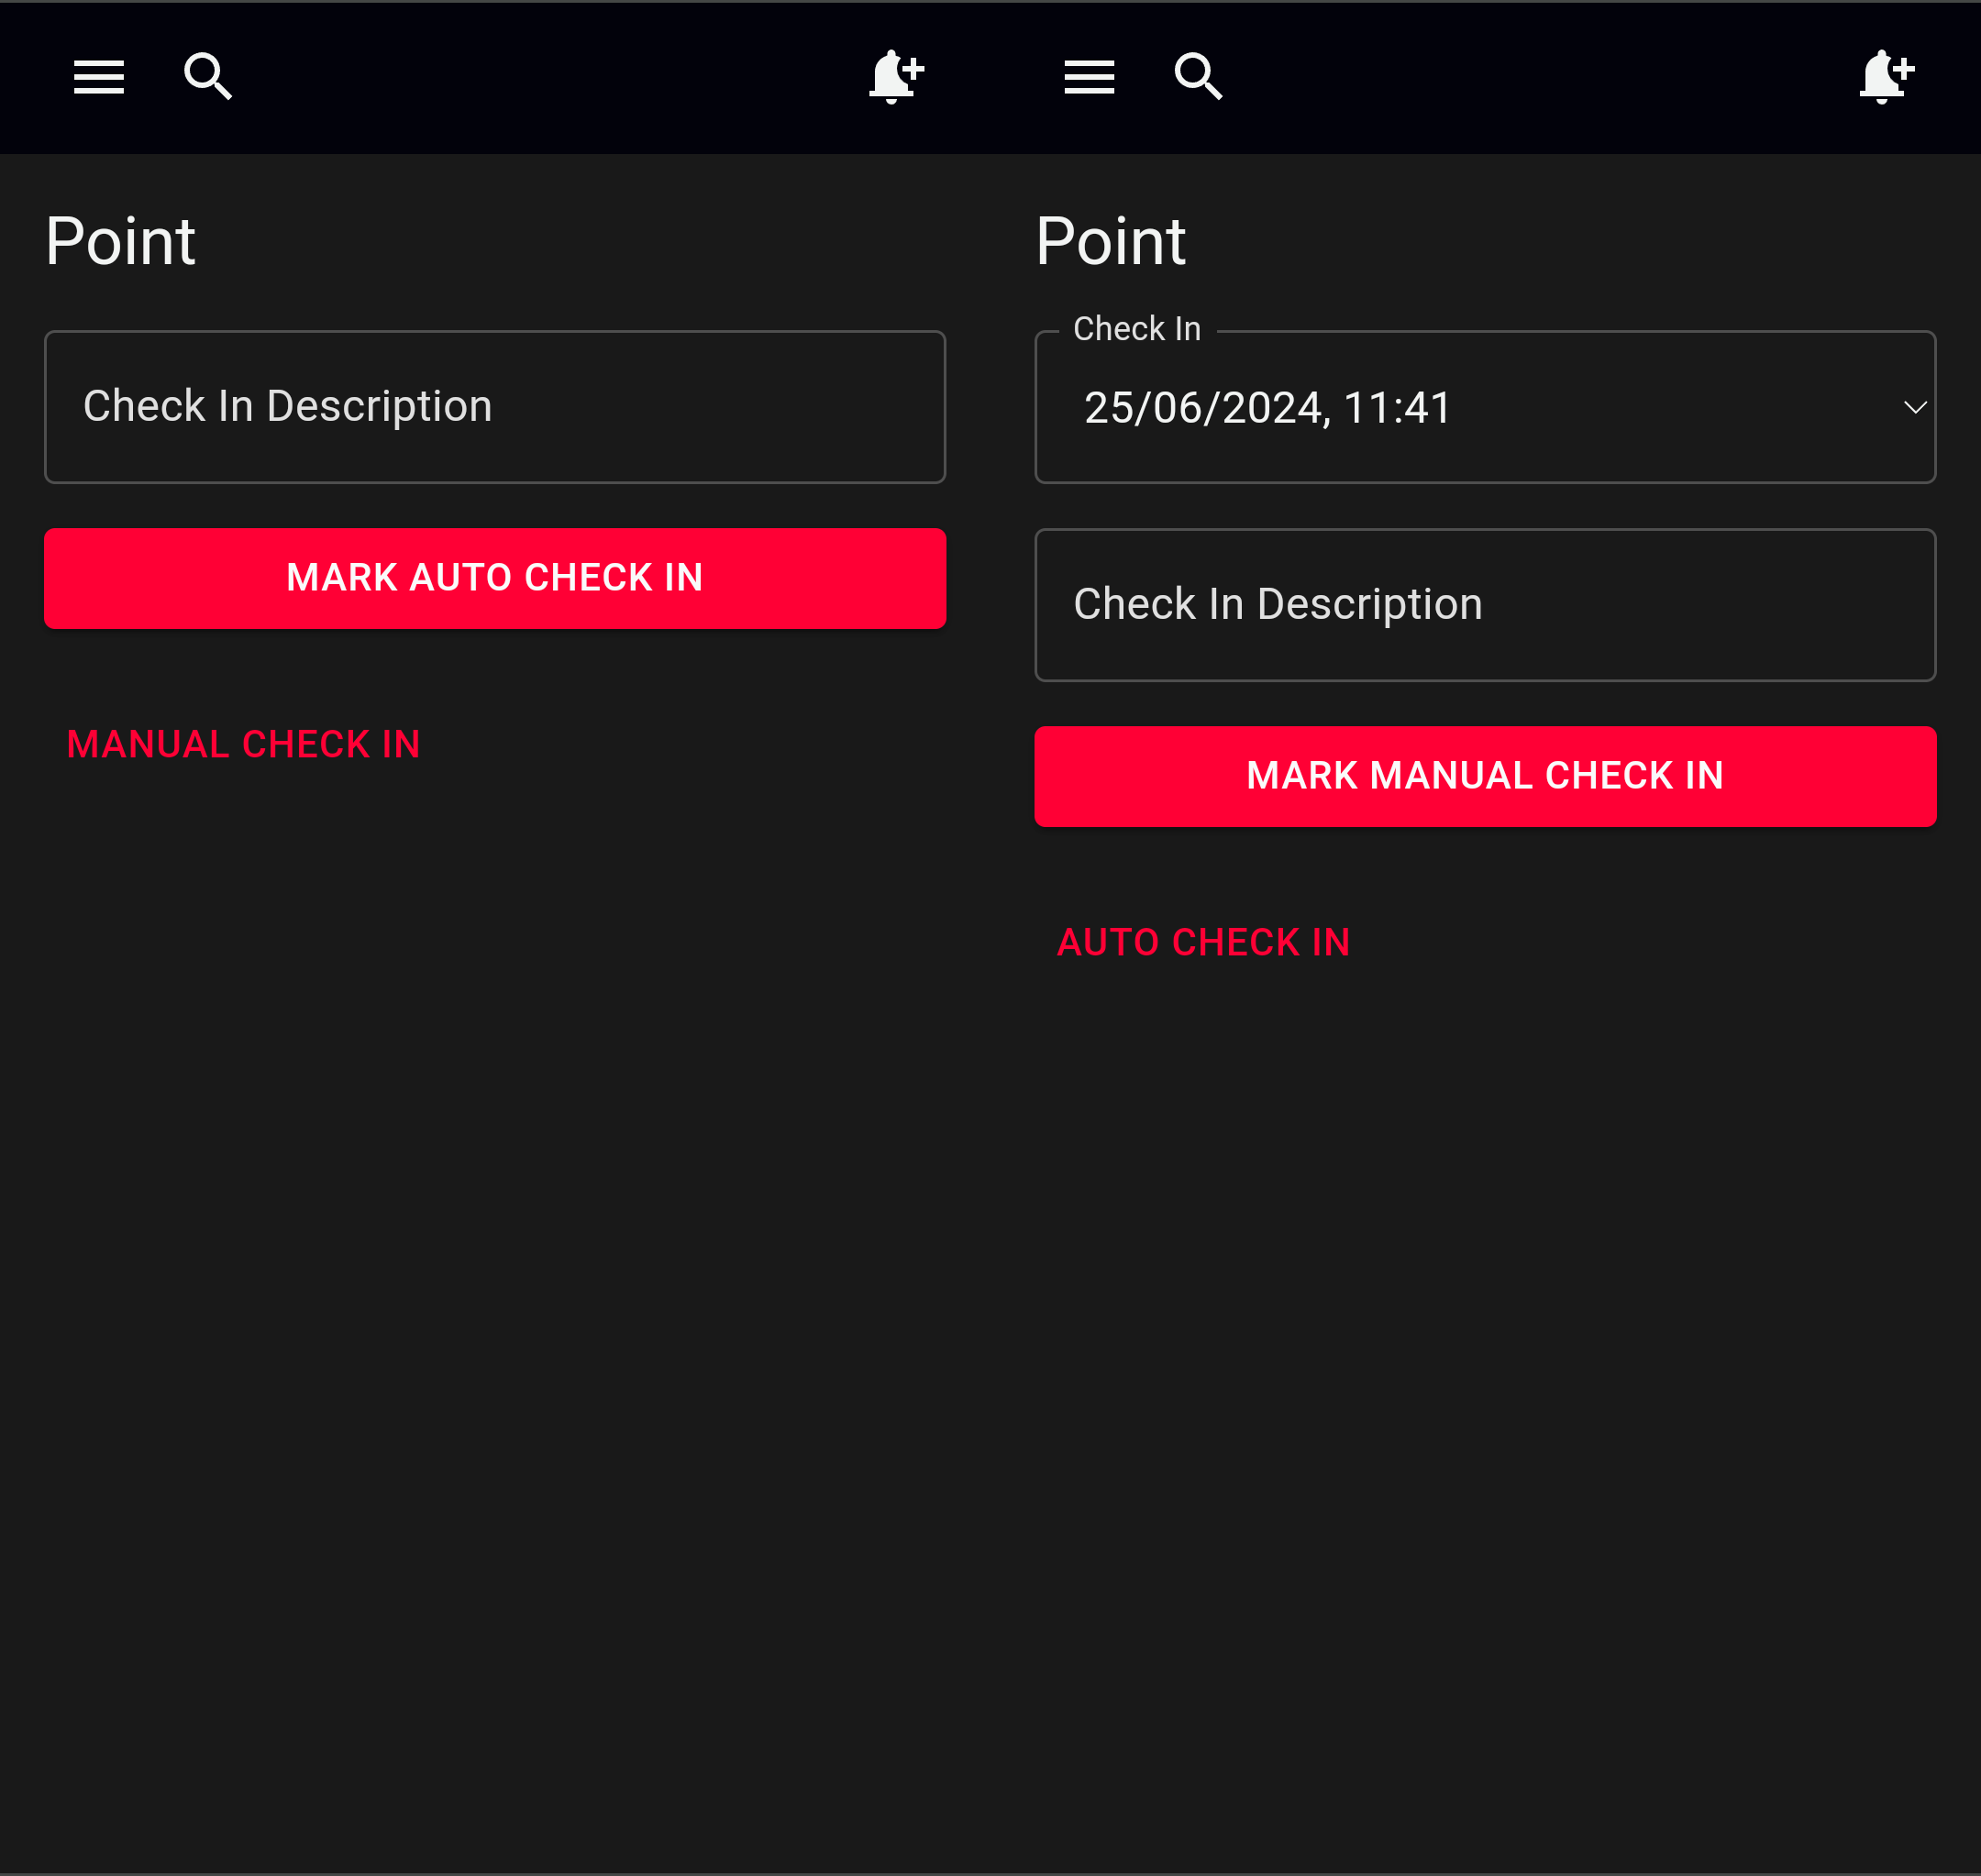 Point
Check In Description
MARK AUTO CHECK IN
MANUAL CHECK IN
Point
Check In
25/06/2024, 11:41
Check In Description
MARK MANUAL CHECK IN
AUTO CHECK IN